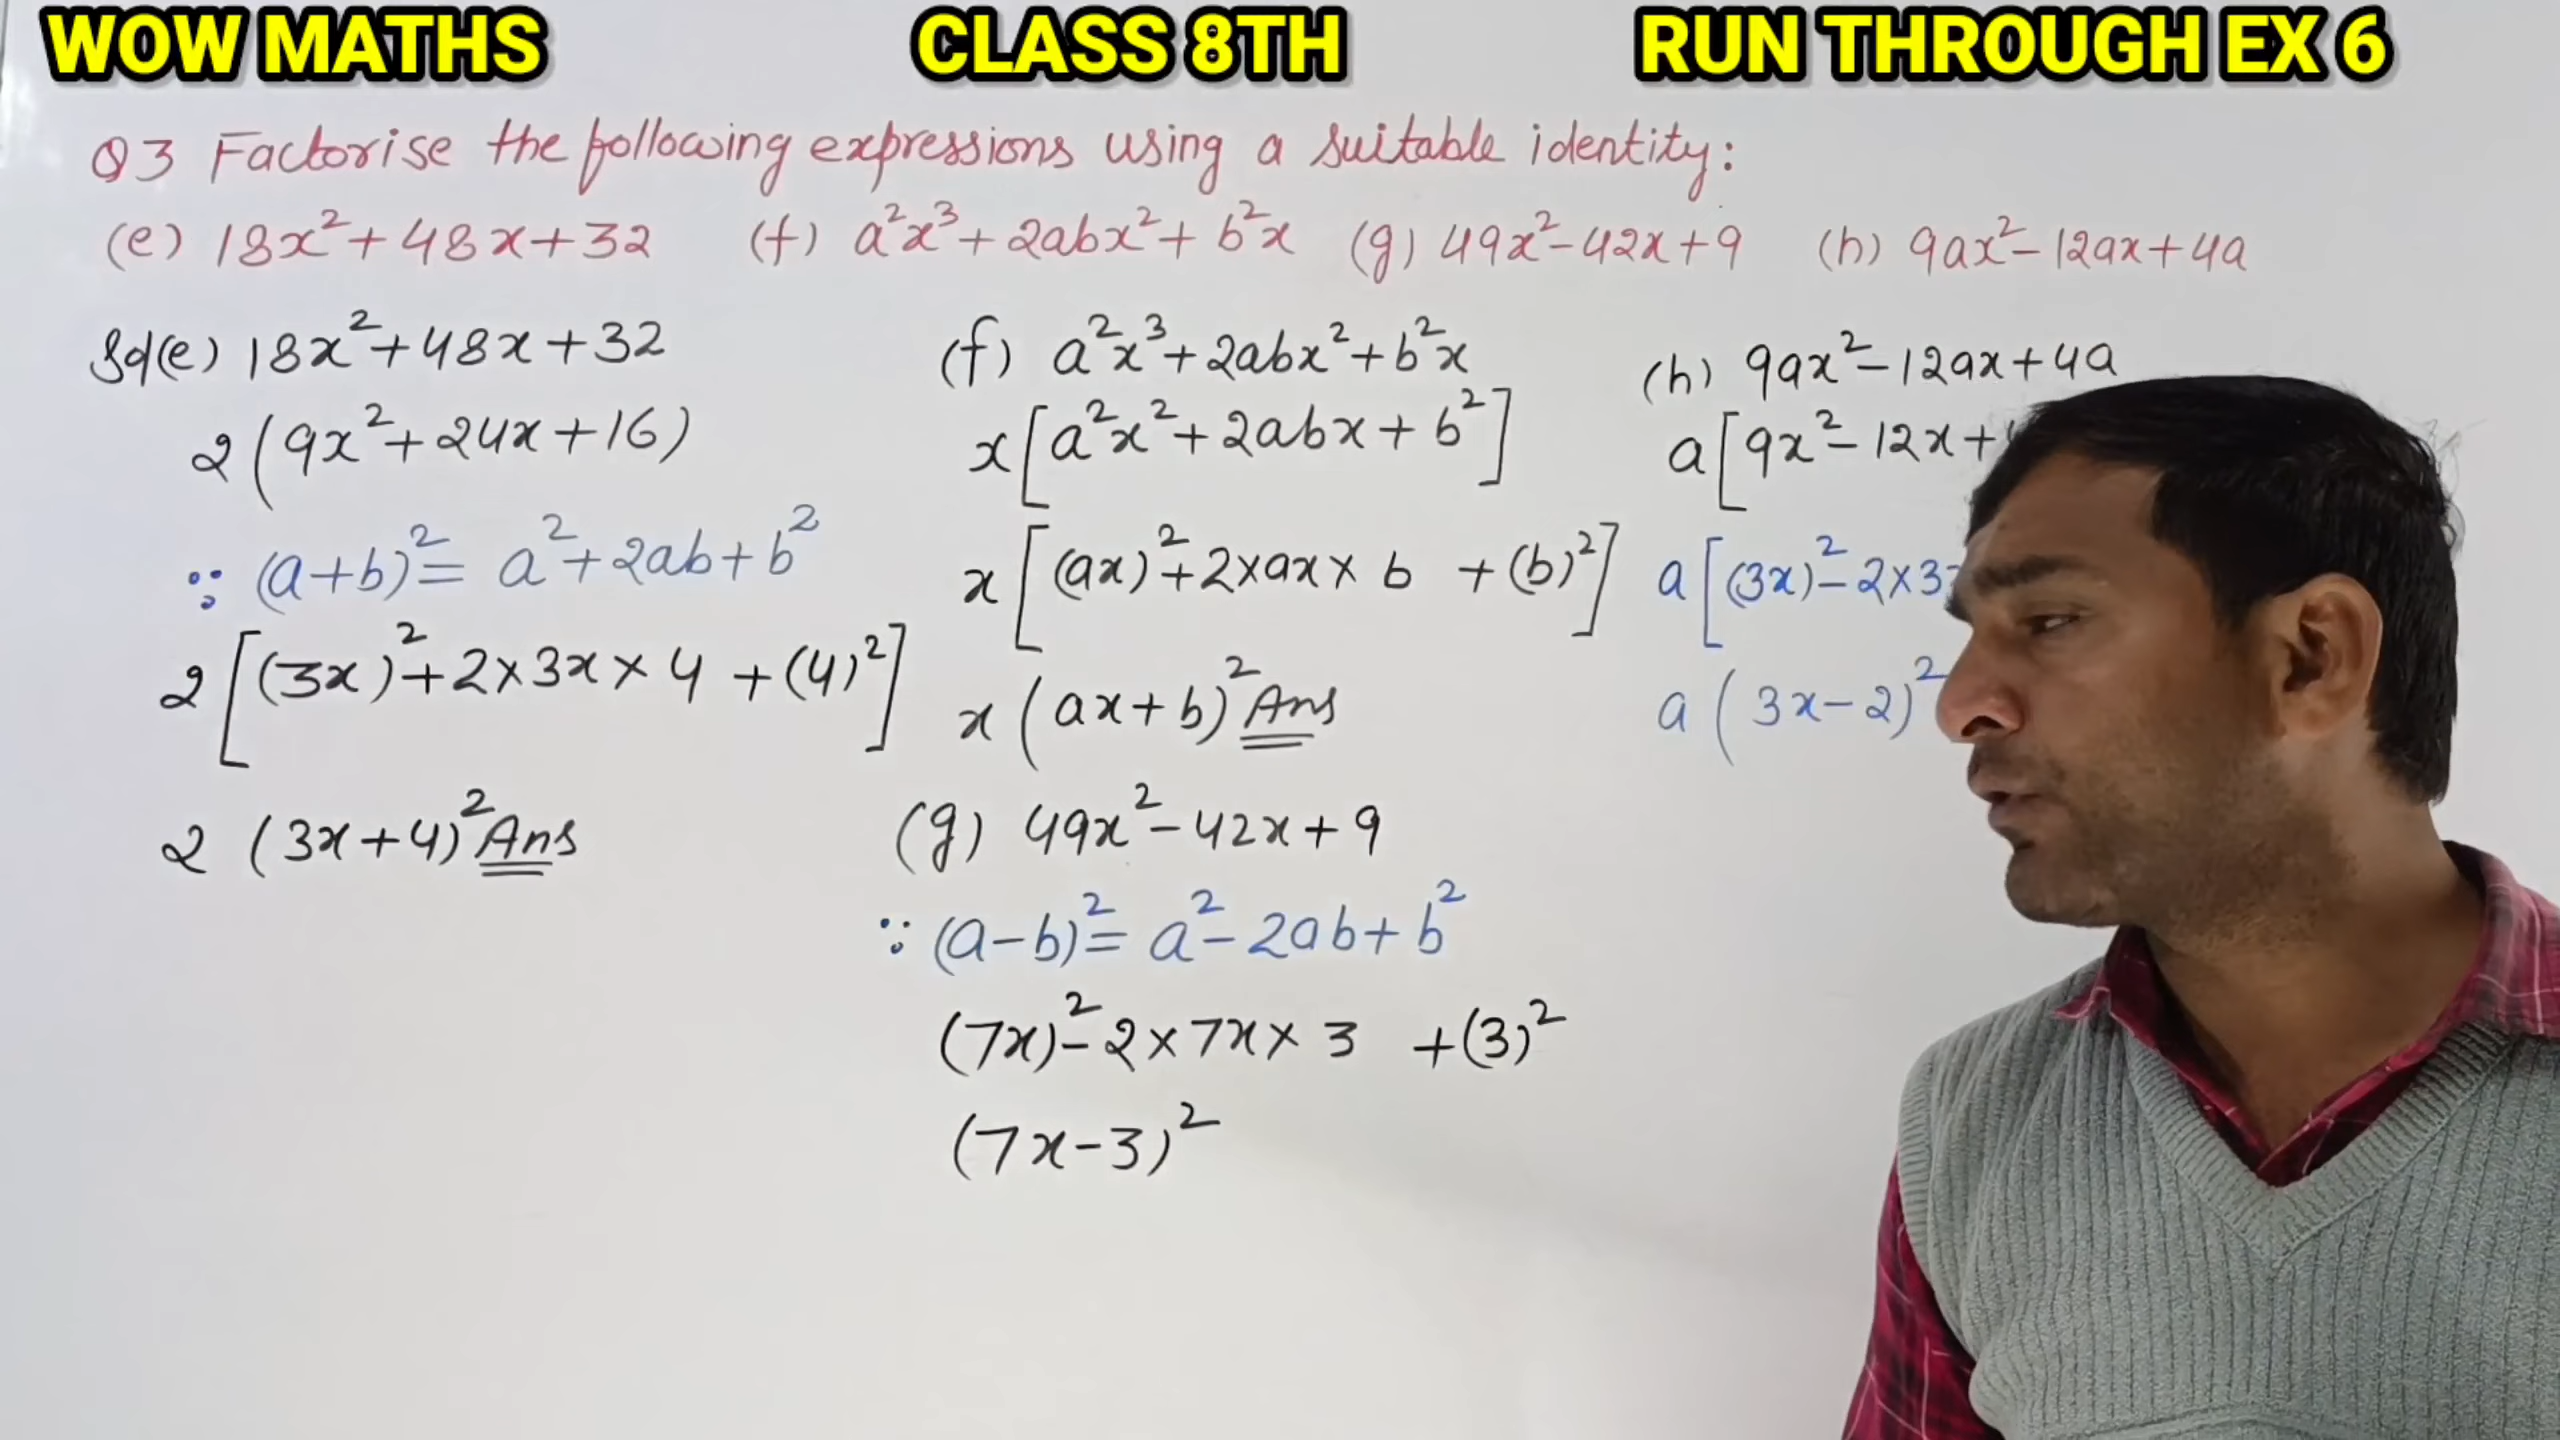 WOW MATHS CLASS 8TH RUN THROUGH EX 6
Q3 Factorise the following expressions using a suitable identity:
(e) 18x²+48x+32 (f) a²x³+2abx²+b²x (g) 49x²-42x+9 (h) 9ax²-12ax+4a
Sol(e) 18x²+48x+32
2(9x²+24x+16)
∵ (a+b)²= a²+2ab+b²
2[(3x)²+2×3x×4 +(4)²]
2 (3x+4)² Ans
(f) a²x³+2abx²+b²x
x[a²x²+2abx+b²]
x[(ax)²+2×ax× b +(b)²]
x(ax+b)² Ans
(g) 49x²-42x+9
∵ (a-b)²= a²-2ab+b²
(7x)²-2×7x×3 +(3)²
(7x-3)²
(h) 9ax²-12ax+4a
a[9x²-12x+
a[(3x)²-2×3
a(3x-2)²